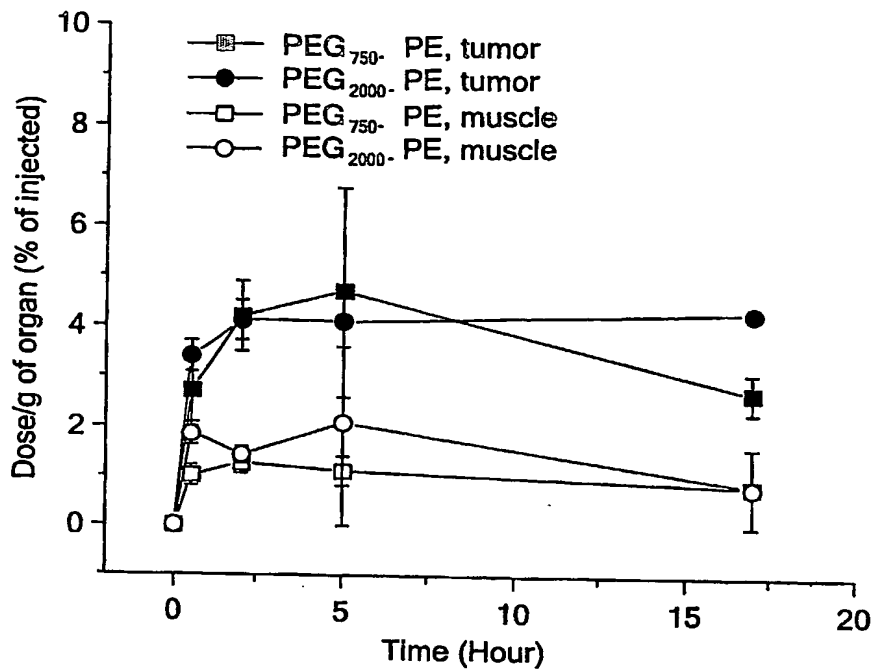 10
8
6
4
2
0
Dose/g of organ (% of injected)
PEG750- PE, tumor
PEG2000- PE, tumor
PEG750- PE, muscle
PEG2000- PE, muscle
0
5
10
15
20
Time (Hour)